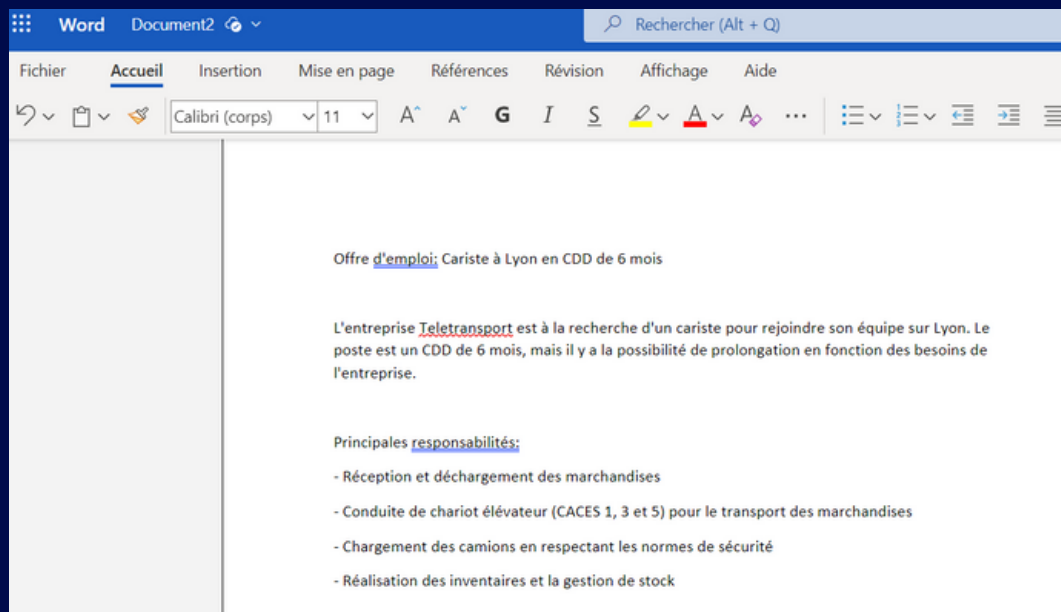 Word Document2 Rechercher (Alt + Q)
Fichier Accueil Insertion Mise en page Références Révision Affichage Aide
Calibri (corps) 11 A A G I S A A ...
Offre d'emploi: Cariste à Lyon en CDD de 6 mois
L'entreprise Teletransport est à la recherche d'un cariste pour rejoindre son équipe sur Lyon. Le
poste est un CDD de 6 mois, mais il y a la possibilité de prolongation en fonction des besoins de
l'entreprise.
Principales responsabilités:
- Réception et déchargement des marchandises
- Conduite de chariot élévateur (CACES 1, 3 et 5) pour le transport des marchandises
- Chargement des camions en respectant les normes de sécurité
- Réalisation des inventaires et la gestion de stock